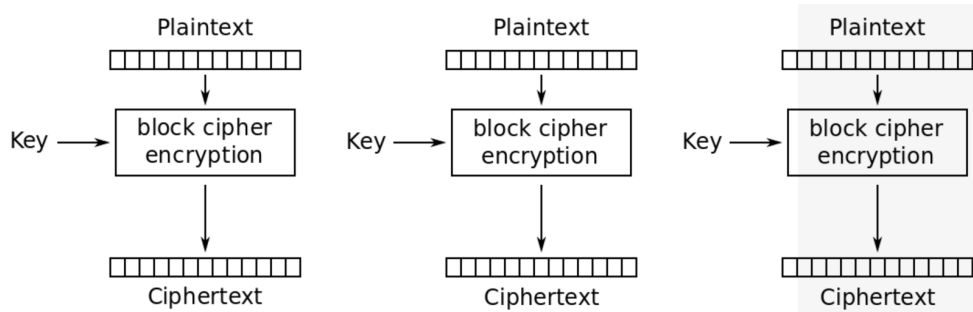 Plaintext
Plaintext
Plaintext
Key
block cipher
encryption
Key
block cipher
encryption
Key
block cipher
encryption
Ciphertext
Ciphertext
Ciphertext